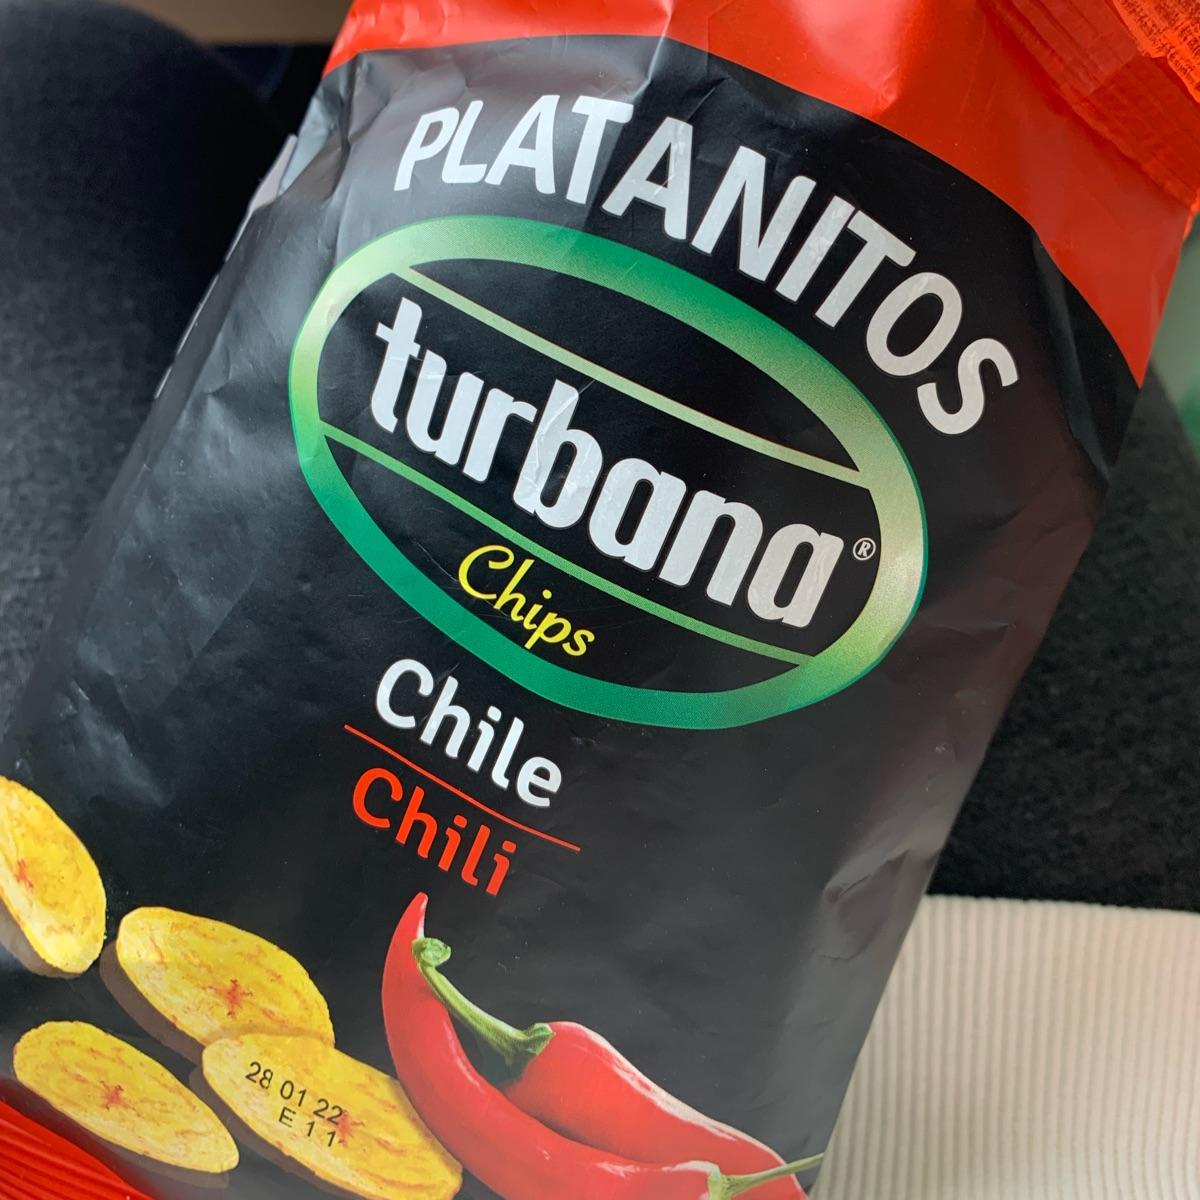 PLATANITOS
turbana®
Chips
Chile
Chili
28 01 22
E 1 1